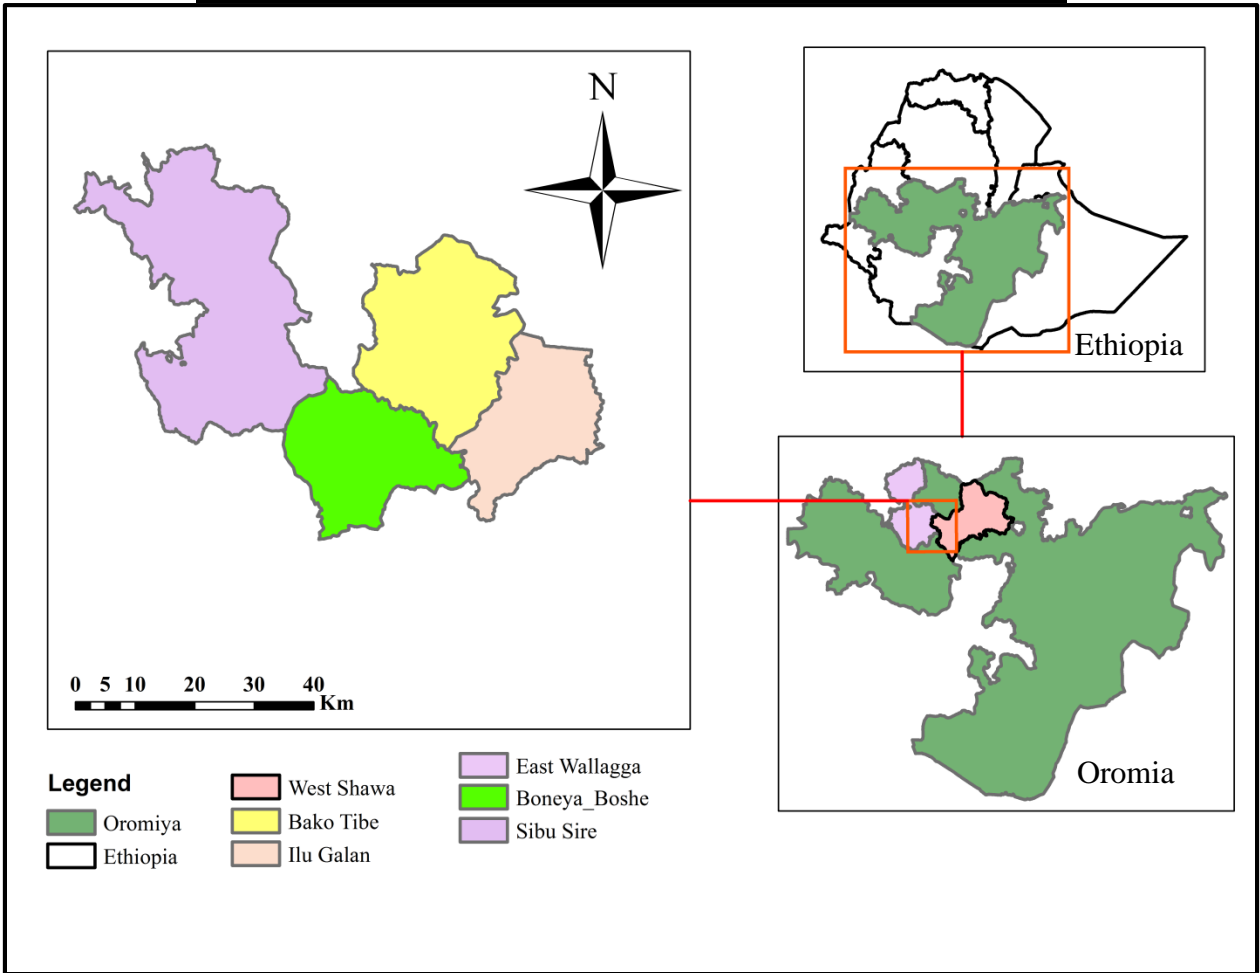 N
Ethiopia
0 5 10 20 30 40
Km
Oromia
Legend
Oromiya
Ethiopia
West Shawa
Bako Tibe
Ilu Galan
East Wallagga
Boneya_Boshe
Sibu Sire